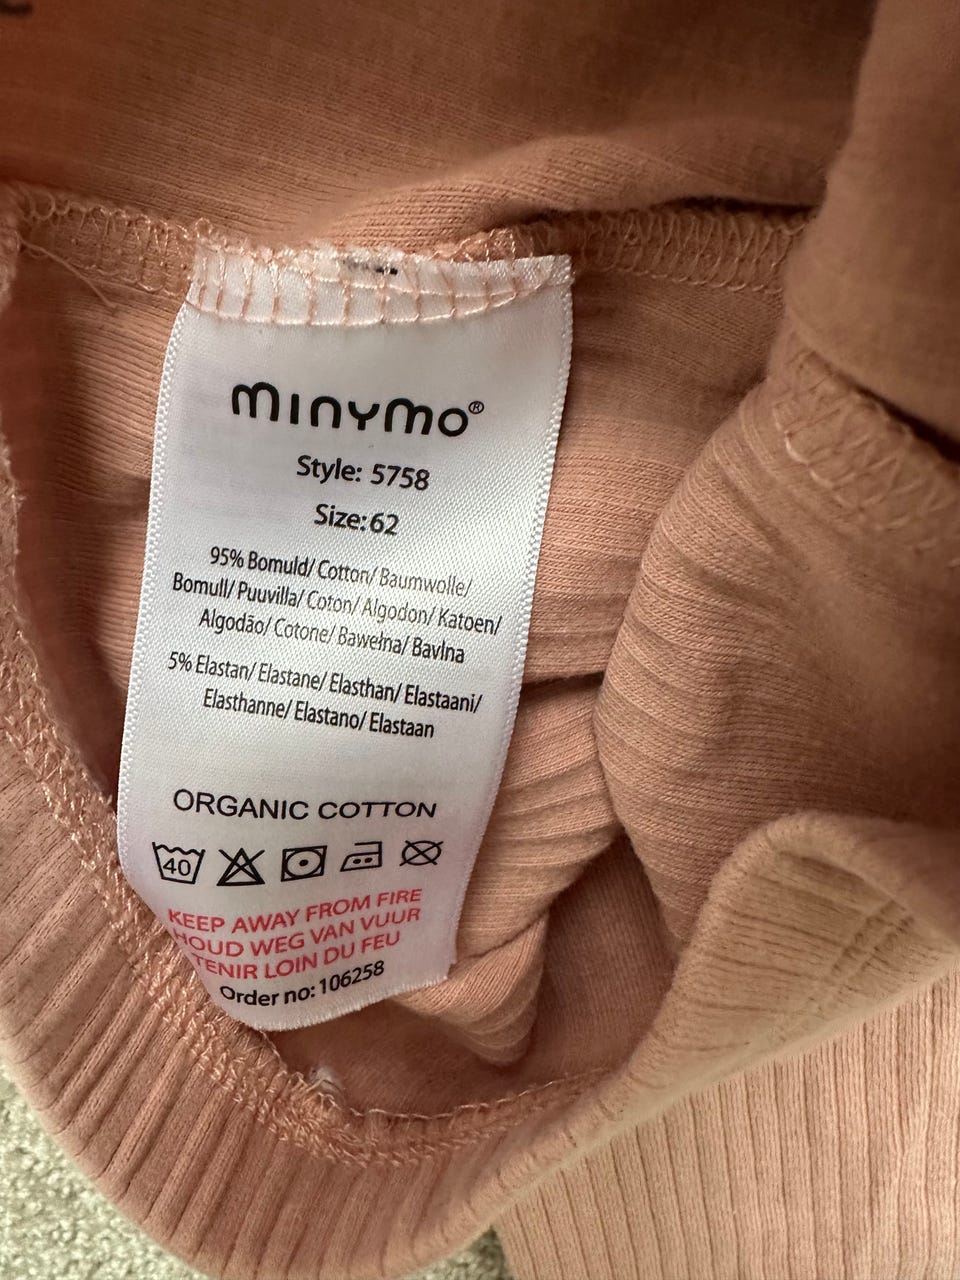 minymo®
Style: 5758
Size:62
95% Bomuld/ Cotton/ Baumwolle/
Bomull/ Puuvilla/ Coton/ Algodon/ Katoen/
Algodão/ Cotone/ Bawełna/ Bavlna
5% Elastan/ Elastane/ Elasthan/ Elastaani/
Elasthanne/ Elastano/ Elastaan
ORGANIC COTTON
40
KEEP AWAY FROM FIRE
HOUD WEG VAN VUUR
TENIR LOIN DU FEU
Order no: 106258